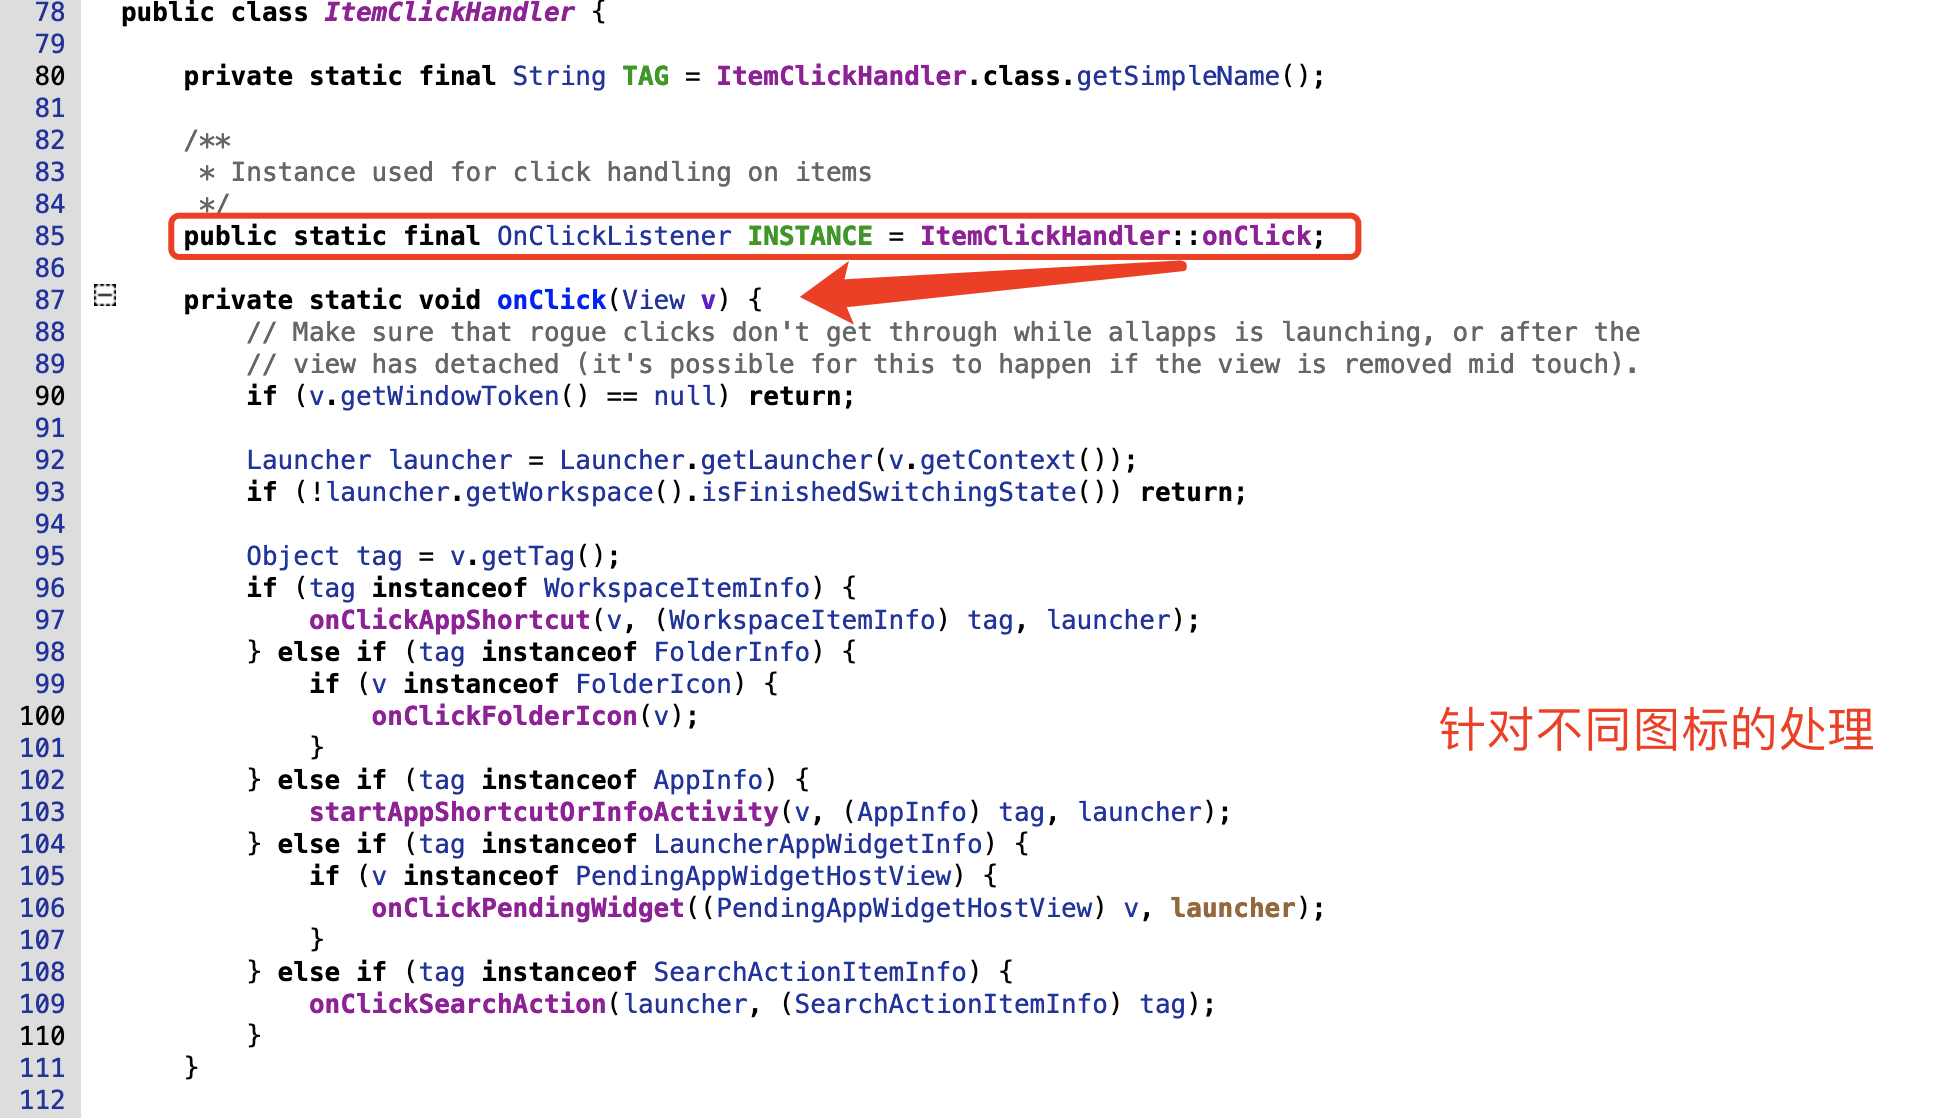 78 public class ItemClickHandler {
79
80 private static final String TAG = ItemClickHandler.class.getSimpleName();
81
82 /**
83 * Instance used for click handling on items
84 */
85 public static final OnClickListener INSTANCE = ItemClickHandler::onClick;
86
87 private static void onClick(View v) {
88 // Make sure that rogue clicks don't get through while allapps is launching, or after the
89 // view has detached (it's possible for this to happen if the view is removed mid touch).
90 if (v.getWindowToken() == null) return;
91
92 Launcher launcher = Launcher.getLauncher(v.getContext());
93 if (!launcher.getWorkspace().isFinishedSwitchingState()) return;
94
95 Object tag = v.getTag();
96 if (tag instanceof WorkspaceItemInfo) {
97 onClickAppShortcut(v, (WorkspaceItemInfo) tag, launcher);
98 } else if (tag instanceof FolderInfo) {
99 if (v instanceof FolderIcon) {
100 onClickFolderIcon(v);
针对不同图标的处理
101 }
102 } else if (tag instanceof AppInfo) {
103 startAppShortcutOrInfoActivity(v, (AppInfo) tag, launcher);
104 } else if (tag instanceof LauncherAppWidgetInfo) {
105 if (v instanceof PendingAppWidgetHostView) {
106 onClickPendingWidget((PendingAppWidgetHostView) v, launcher);
107 }
108 } else if (tag instanceof SearchActionItemInfo) {
109 onClickSearchAction(launcher, (SearchActionItemInfo) tag);
110 }
111 }
112